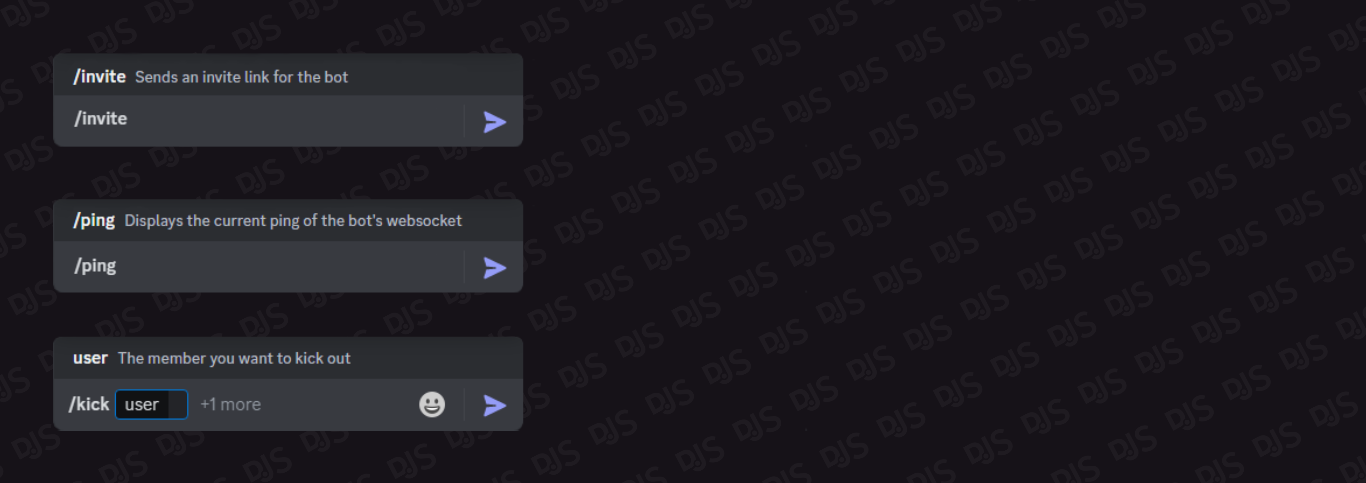 /invite Sends an invite link for the bot
/invite
/ping Displays the current ping of the bot's websocket
/ping
user The member you want to kick out
/kick user +1 more
DJS